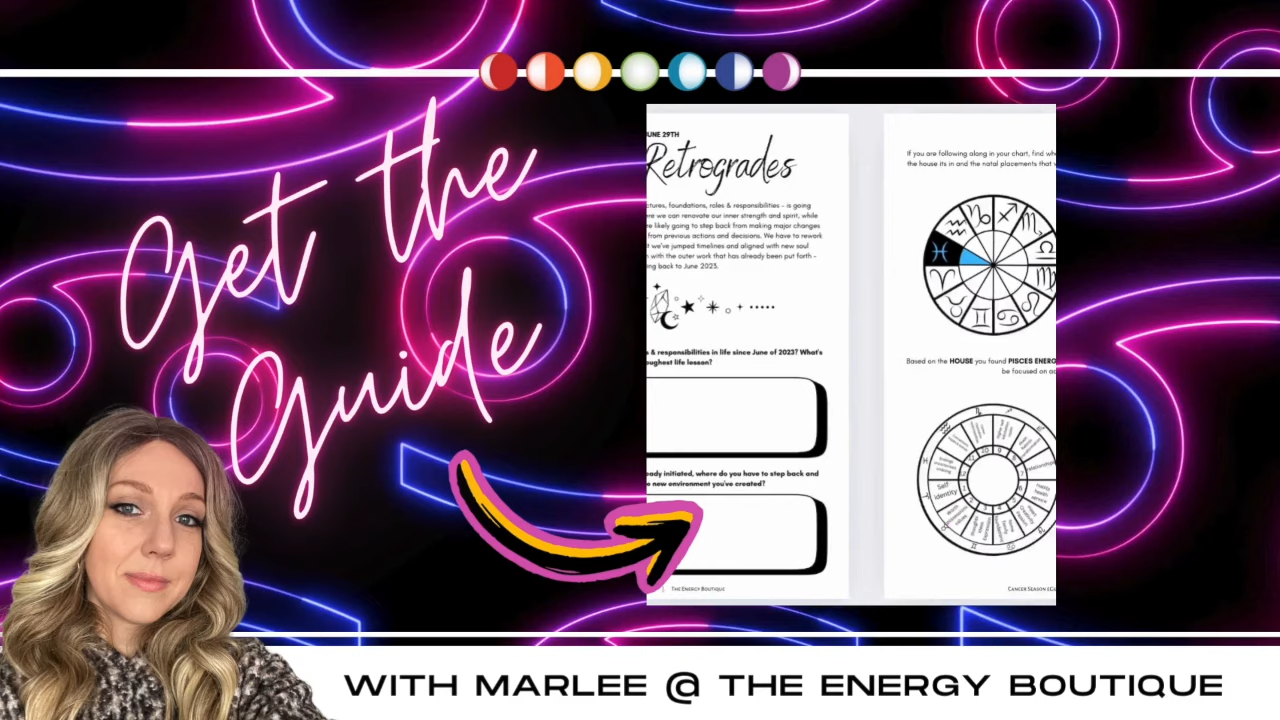 Get the
Guide
UNE 29TH
Retrogrades
ctures, foundations, roles & responsibilities - is going
re we can renovate our inner strength and spirit, while
e likely going to step back from making major changes
from previous actions and decisions. We have to rework
t we've jumped timelines and aligned with new soul
with the outer work that has already been put forth -
ng back to June 2023.
s & responsibilities in life since June of 2023? What's
oughest life lesson?
eady initiated, where do you have to step back and
e new environment you've created?
The Energy Boutique
If you are following along in your chart, find wh
the house its in and the natal placements that
Based on the HOUSE you found PISCES ENER
be focused on
Self
Identity
relationship
Cancer Season eG
WITH MARLEE @ THE ENERGY BOUTIQUE